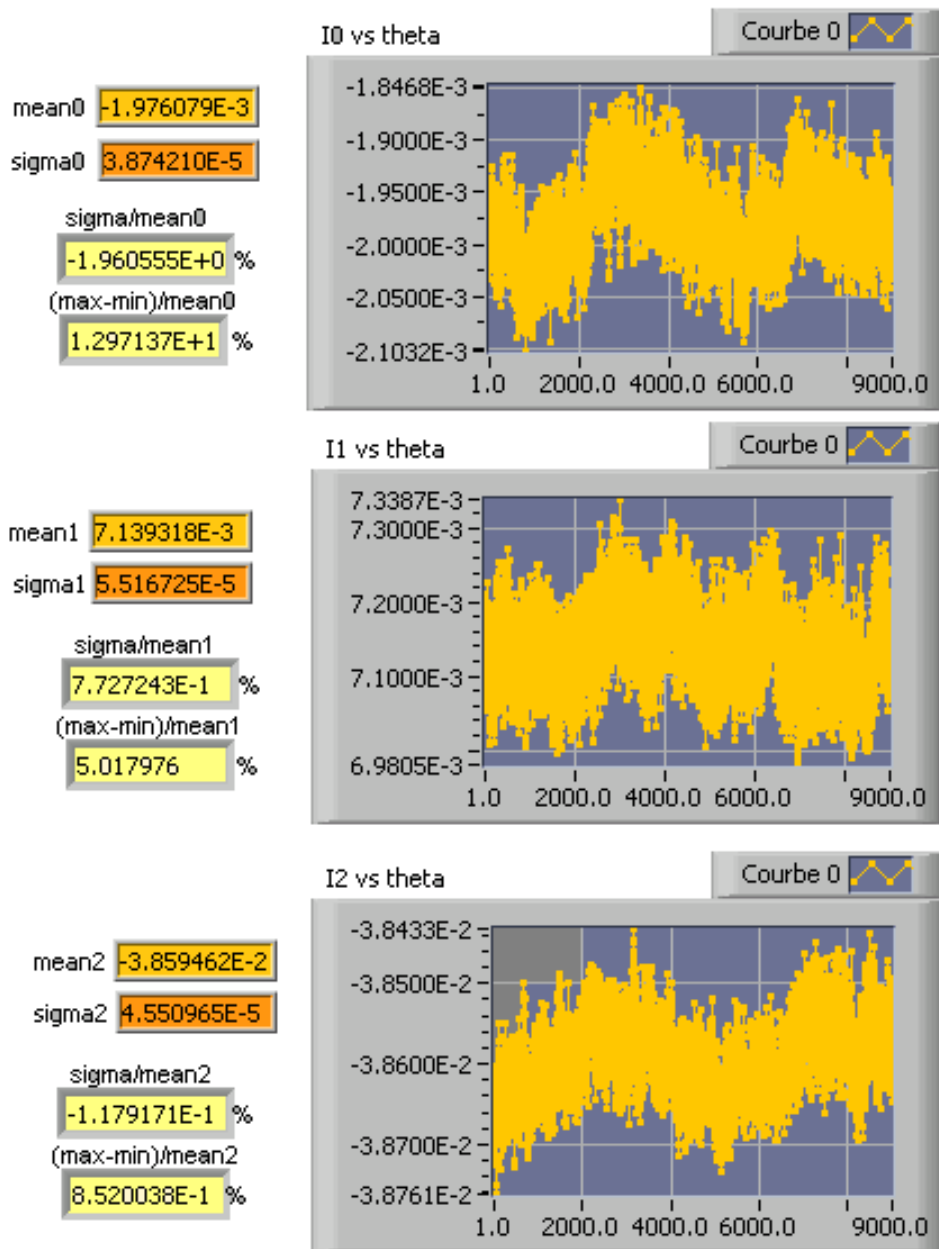 I0 vs theta
Courbe 0
mean0 -1.976079E-3
sigma0 3.874210E-5
sigma/mean0
-1.960555E+0 %
(max-min)/mean0
1.297137E+1 %
-1.8468E-3
-1.9000E-3
-1.9500E-3
-2.0000E-3
-2.0500E-3
-2.1032E-3
1.0 2000.0 4000.0 6000.0 9000.0
I1 vs theta
Courbe 0
mean1 7.139318E-3
sigma1 5.516725E-5
sigma/mean1
7.727243E-1 %
(max-min)/mean1
5.017976 %
7.3387E-3
7.3000E-3
7.2000E-3
7.1000E-3
6.9805E-3
1.0 2000.0 4000.0 6000.0 9000.0
I2 vs theta
Courbe 0
mean2 -3.859462E-2
sigma2 4.550965E-5
sigma/mean2
-1.179171E-1 %
(max-min)/mean2
8.520038E-1 %
-3.8433E-2
-3.8500E-2
-3.8600E-2
-3.8700E-2
-3.8761E-2
1.0 2000.0 4000.0 6000.0 9000.0